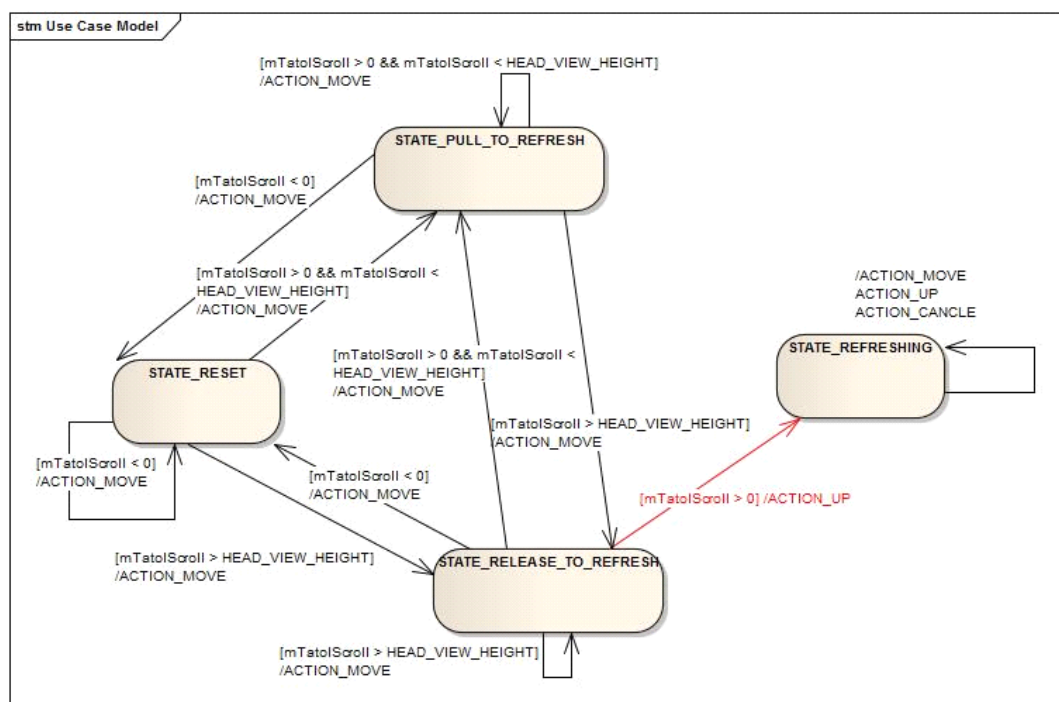 stm Use Case Model
[mTatolScroll > 0 && mTatolScroll < HEAD_VIEW_HEIGHT]
/ACTION_MOVE
STATE_PULL_TO_REFRESH
[mTatolScroll < 0]
/ACTION_MOVE
[mTatolScroll > 0 && mTatolScroll <
HEAD_VIEW_HEIGHT]
/ACTION_MOVE
/ACTION_MOVE
ACTION_UP
ACTION_CANCLE
STATE_REFRESHING
[mTatolScroll > 0 && mTatolScroll <
HEAD_VIEW_HEIGHT]
/ACTION_MOVE
STATE_RESET
[mTatolScroll > HEAD_VIEW_HEIGHT]
/ACTION_MOVE
[mTatolScroll < 0]
/ACTION_MOVE
[mTatolScroll < 0]
/ACTION_MOVE
[mTatolScroll > 0] /ACTION_UP
[mTatolScroll > HEAD_VIEW_HEIGHT]
/ACTION_MOVE
STATE_RELEASE_TO_REFRESH
[mTatolScroll > HEAD_VIEW_HEIGHT]
/ACTION_MOVE